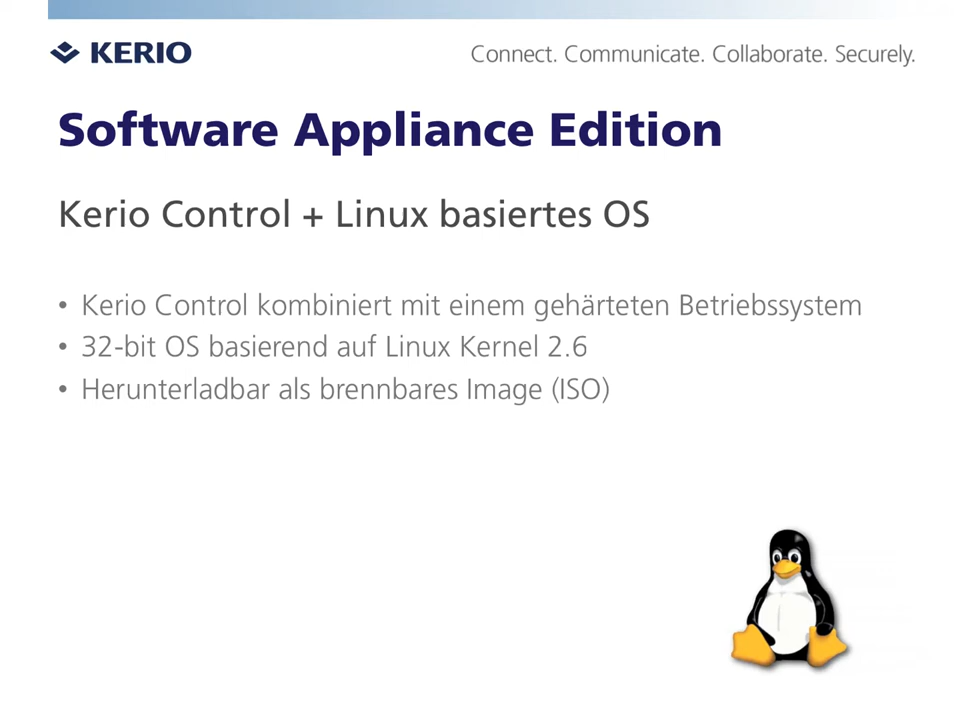 KERIO
Connect. Communicate. Collaborate. Securely.
Software Appliance Edition
Kerio Control + Linux basiertes OS
• Kerio Control kombiniert mit einem gehärteten Betriebssystem
• 32-bit OS basierend auf Linux Kernel 2.6
• Herunterladbar als brennbares Image (ISO)